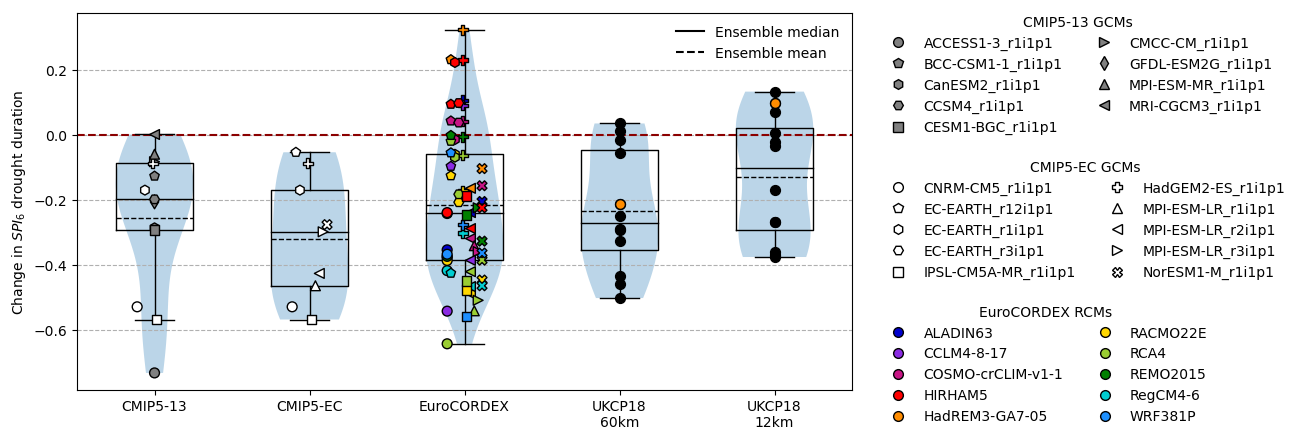 Change in SPI6 drought duration
0.2
0.0
−0.2
−0.4
−0.6
Ensemble median
Ensemble mean
CMIP5-13
CMIP5-EC
EuroCORDEX
UKCP18
60km
UKCP18
12km
CMIP5-13 GCMs
ACCESS1-3_r1i1p1
BCC-CSM1-1_r1i1p1
CanESM2_r1i1p1
CCSM4_r1i1p1
CESM1-BGC_r1i1p1
CMCC-CM_r1i1p1
GFDL-ESM2G_r1i1p1
MPI-ESM-MR_r1i1p1
MRI-CGCM3_r1i1p1
CMIP5-EC GCMs
CNRM-CM5_r1i1p1
EC-EARTH_r12i1p1
EC-EARTH_r1i1p1
EC-EARTH_r3i1p1
IPSL-CM5A-MR_r1i1p1
HadGEM2-ES_r1i1p1
MPI-ESM-LR_r1i1p1
MPI-ESM-LR_r2i1p1
MPI-ESM-LR_r3i1p1
NorESM1-M_r1i1p1
EuroCORDEX RCMs
ALADIN63
CCLM4-8-17
COSMO-crCLIM-v1-1
HIRHAM5
HadREM3-GA7-05
RACMO22E
RCA4
REMO2015
RegCM4-6
WRF381P